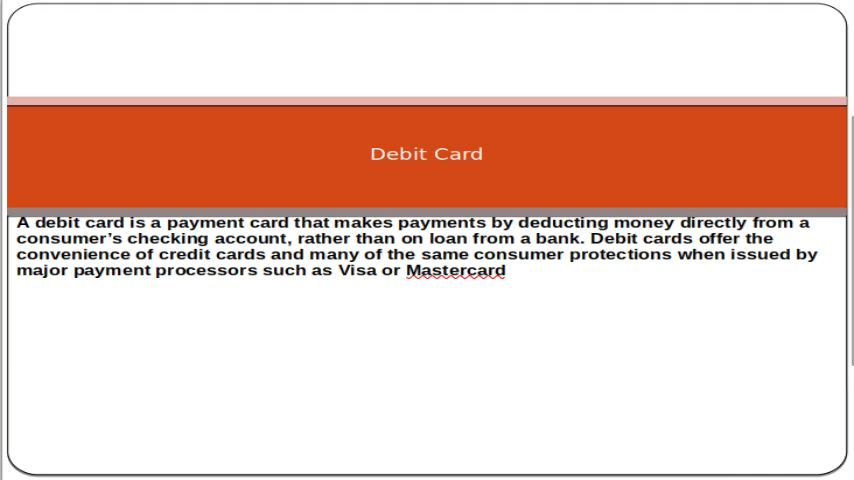 Debit Card
A debit card is a payment card that makes payments by deducting money directly from a
consumer’s checking account, rather than on loan from a bank. Debit cards offer the
convenience of credit cards and many of the same consumer protections when issued by
major payment processors such as Visa or Mastercard